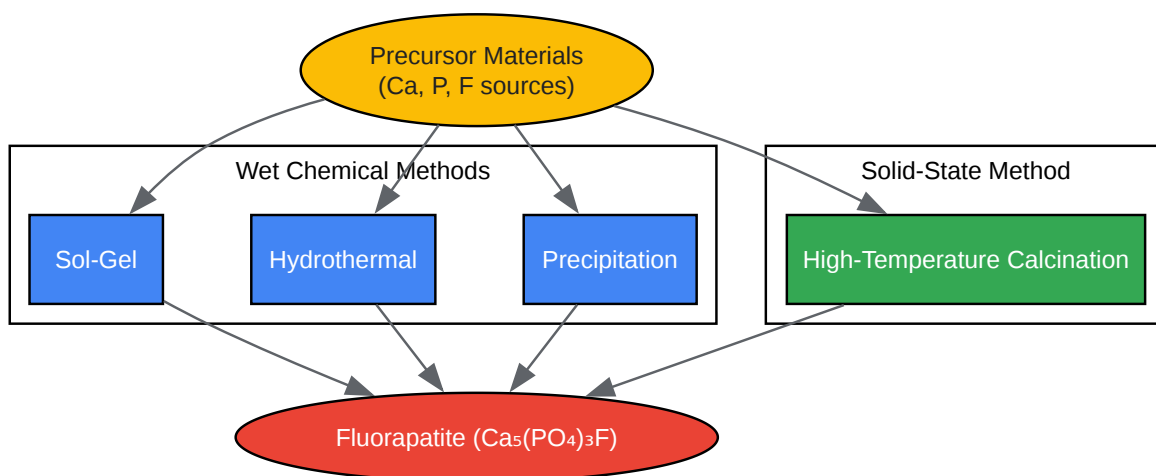 Precursor Materials
(Ca, P, F sources)
Wet Chemical Methods
Solid-State Method
Sol-Gel
Hydrothermal
Precipitation
High-Temperature Calcination
Fluorapatite (Ca₅(PO₄)₃F)